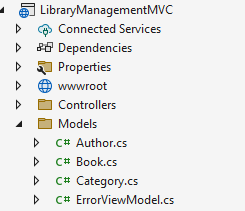 LibraryManagementMVC
Connected Services
Dependencies
Properties
wwwroot
Controllers
Models
C# Author.cs
C# Book.cs
C# Category.cs
C# ErrorViewModel.cs